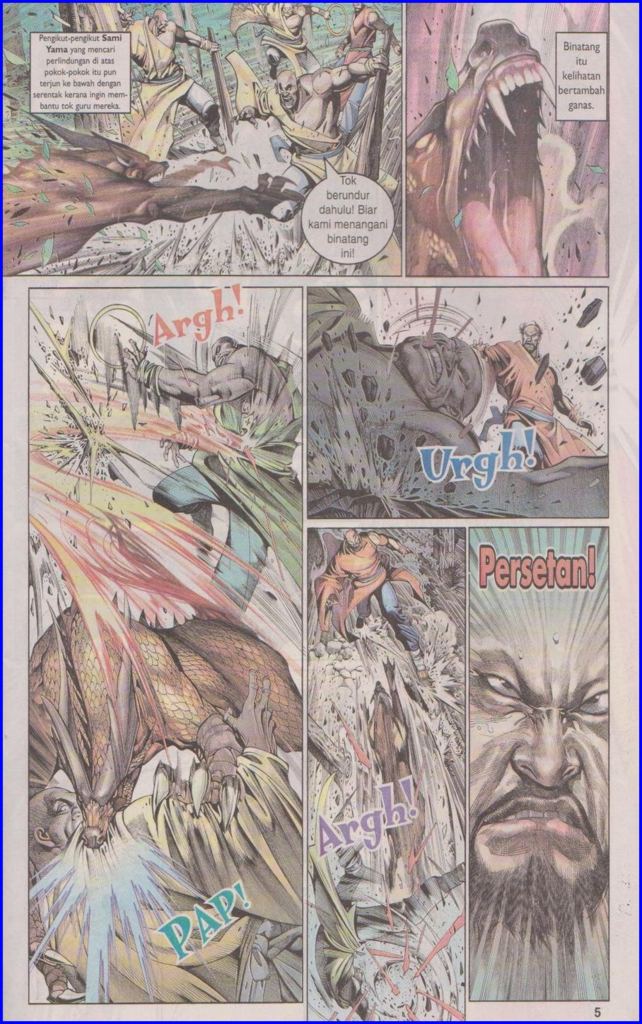 Pengikut-pengikut Sami
Yama yang mencari
perlindungan di atas
pokok-pokok itu pun
terjun ke bawah dengan
serentak kerana ingin mem-
bantu tok guru mereka.
Tok
berundur
dahulu! Biar
kami menangani
binatang
ini!
Binatang
itu
kelihatan
bertambah
ganas.
Argh!
PAP!
Urgh!
Argh!
Persetan!
5